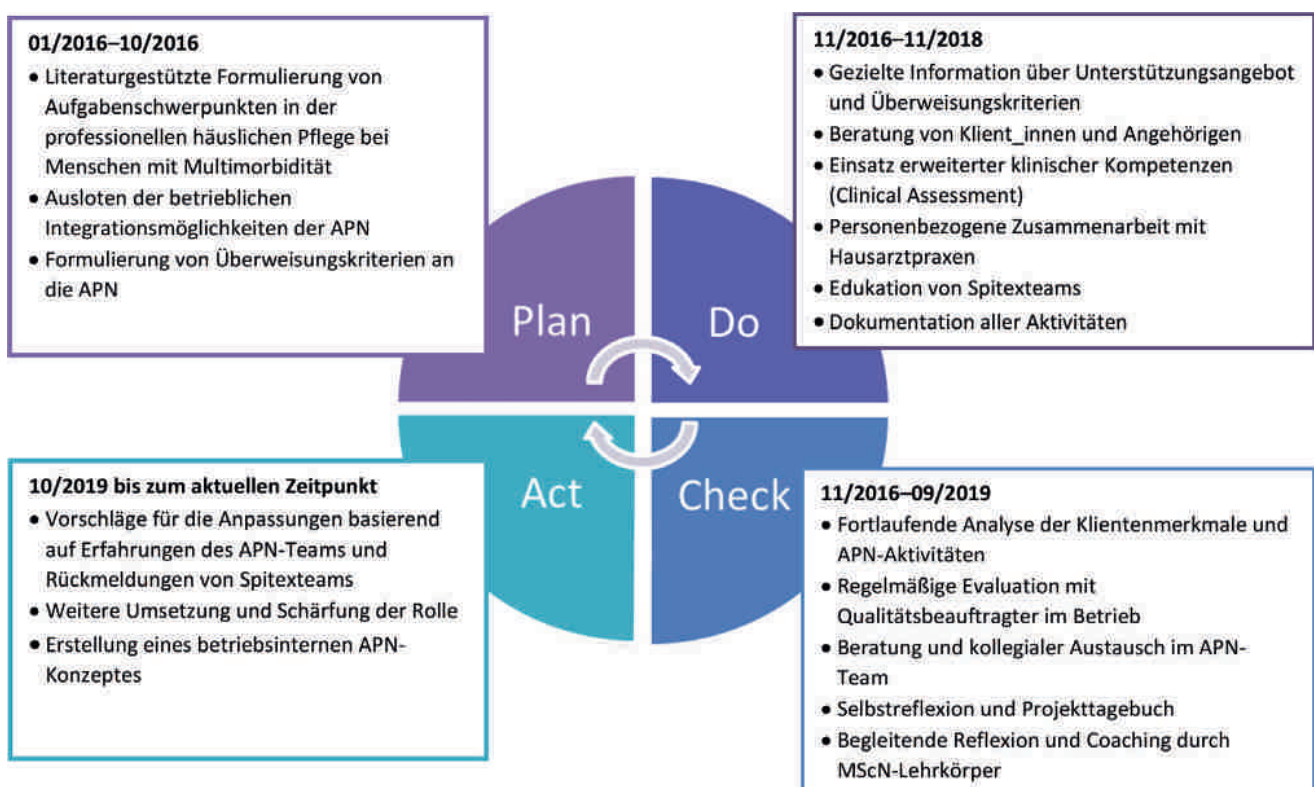 01/2016–10/2016
• Literaturgestützte Formulierung von
Aufgabenschwerpunkten in der
professionellen häuslichen Pflege bei
Menschen mit Multimorbidität
• Ausloten der betrieblichen
Integrationsmöglichkeiten der APN
• Formulierung von Überweisungskriterien an
die APN
11/2016–11/2018
• Gezielte Information über Unterstützungsangebot
und Überweisungskriterien
• Beratung von Klient_innen und Angehörigen
• Einsatz erweiterter klinischer Kompetenzen
(Clinical Assessment)
• Personenbezogene Zusammenarbeit mit
Hausarztpraxen
• Edukation von Spitexteams
• Dokumentation aller Aktivitäten
Plan
Do
Act
Check
10/2019 bis zum aktuellen Zeitpunkt
• Vorschläge für die Anpassungen basierend
auf Erfahrungen des APN-Teams und
Rückmeldungen von Spitexteams
• Weitere Umsetzung und Schärfung der Rolle
• Erstellung eines betriebsinternen APN-
Konzeptes
11/2016–09/2019
• Fortlaufende Analyse der Klientenmerkmale und
APN-Aktivitäten
• Regelmäßige Evaluation mit
Qualitätsbeauftragter im Betrieb
• Beratung und kollegialer Austausch im APN-
Team
• Selbstreflexion und Projekttagebuch
• Begleitende Reflexion und Coaching durch
MScN-Lehrkörper